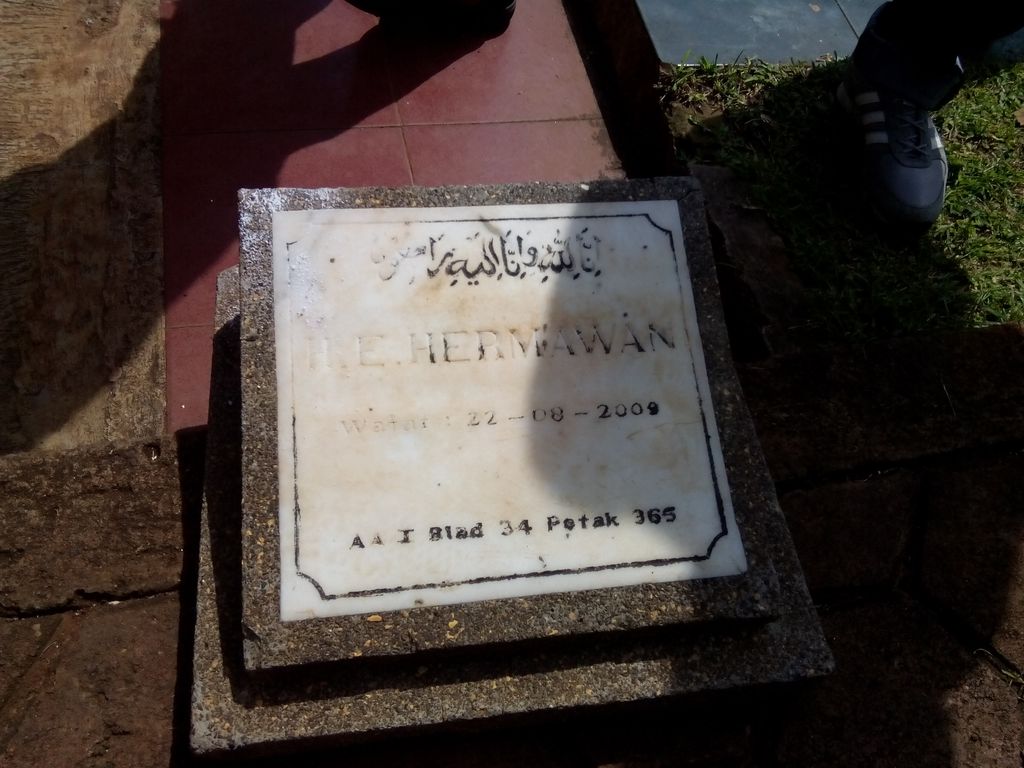 إنا لله وإنا إليه راجعون
H.E.HERMAWAN
Wafat : 22-08-2009
AA I Blad 34 Petak 365